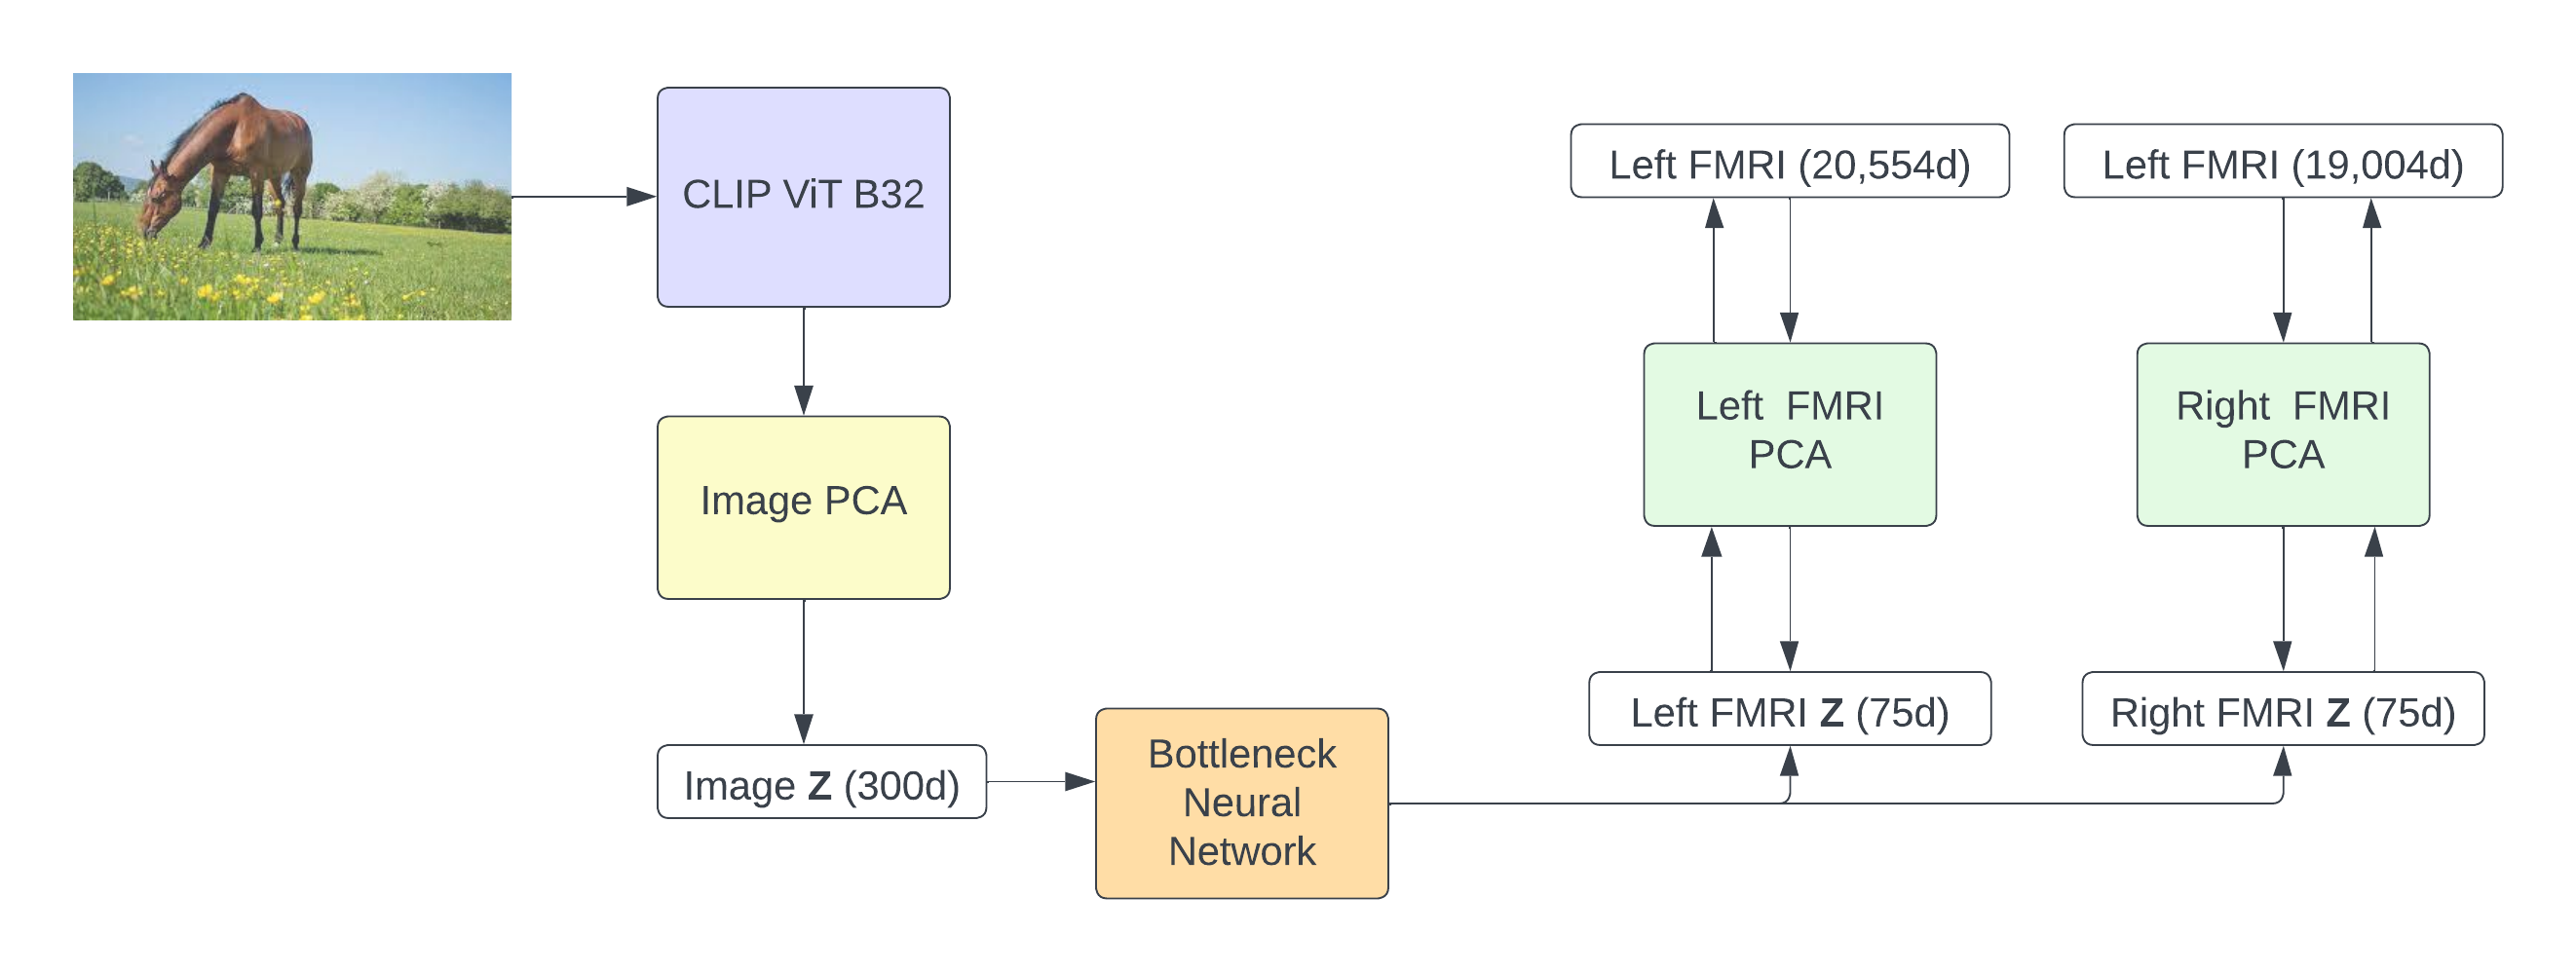 CLIP ViT B32
Image PCA
Image Z (300d)
Bottleneck
Neural
Network
Left FMRI (20,554d)
Left FMRI
PCA
Left FMRI Z (75d)
Left FMRI (19,004d)
Right FMRI
PCA
Right FMRI Z (75d)